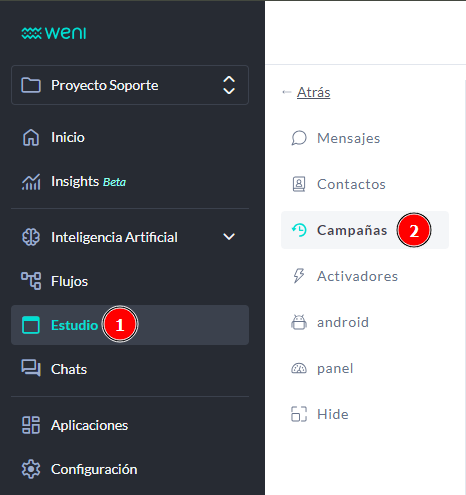 weni
Proyecto Soporte
Inicio
Insights Beta
Inteligencia Artificial
Flujos
Estudio 1
Chats
Aplicaciones
Configuración
← Atrás
Mensajes
Contactos
Campañas 2
Activadores
android
panel
Hide